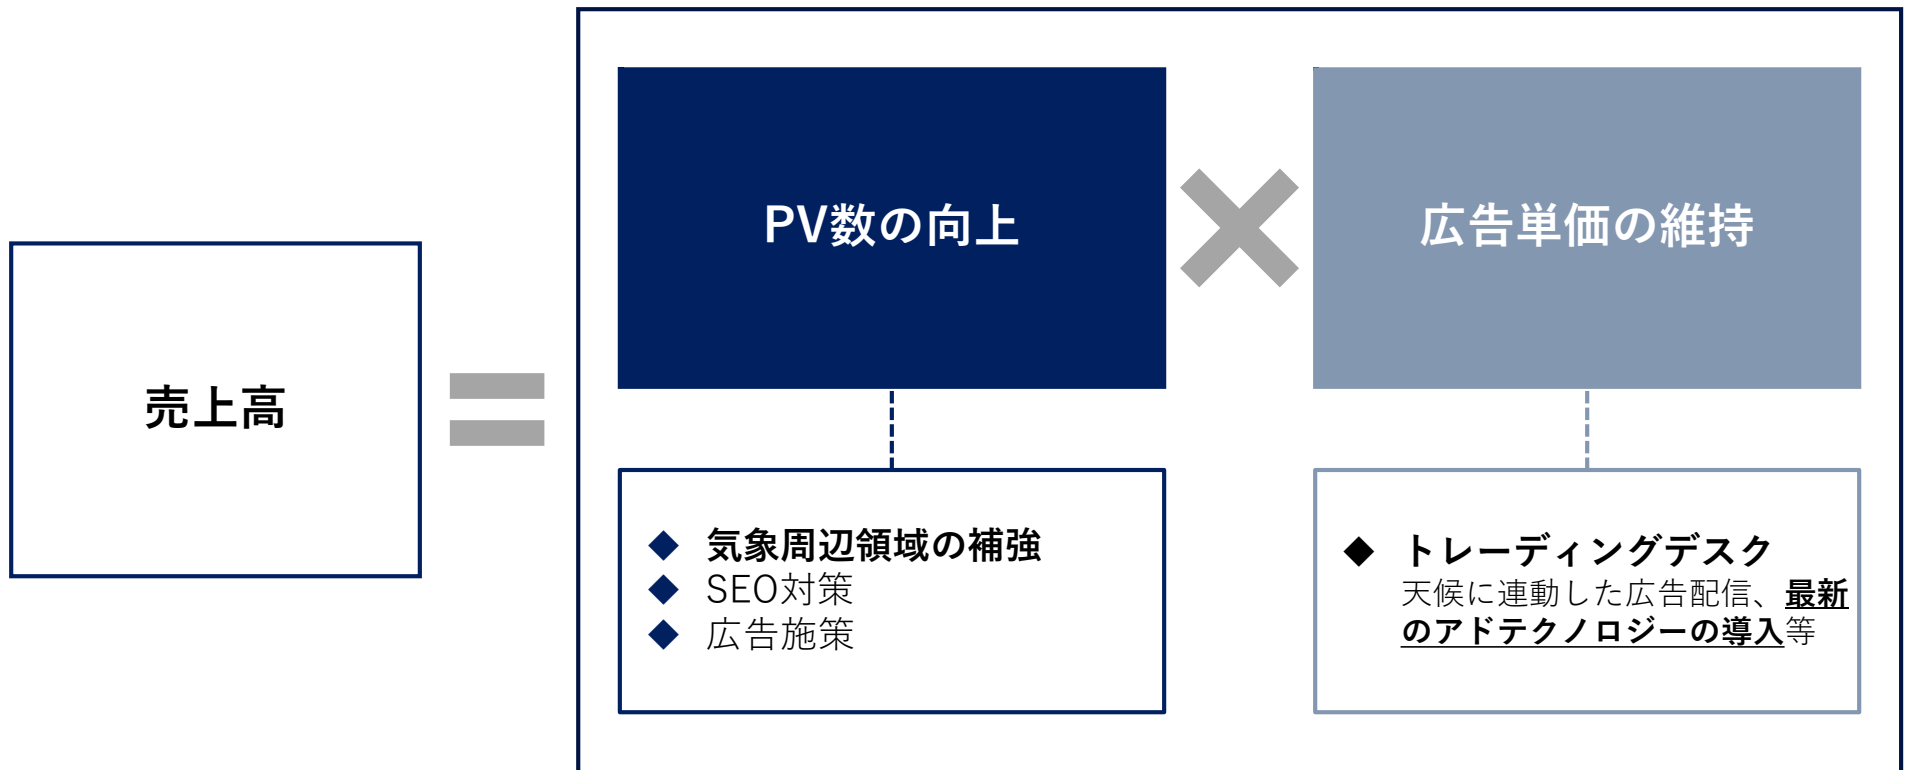 売上高
PV数の向上
広告単価の維持
◆ 気象周辺領域の補強
◆ SEO対策
◆ 広告施策
◆ トレーディングデスク
天候に連動した広告配信、最新
のアドテクノロジーの導入等